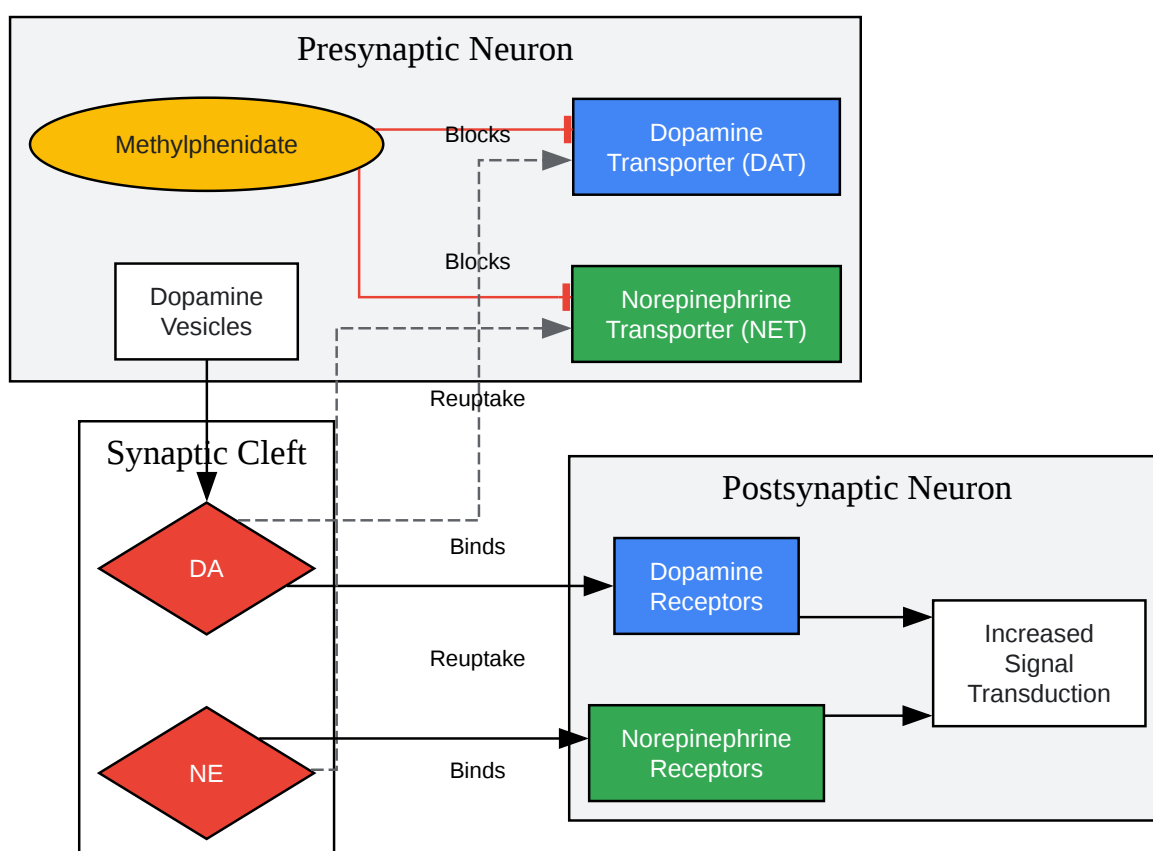 Presynaptic Neuron
Methylphenidate
Blocks
Dopamine
Transporter (DAT)
Blocks
Dopamine
Vesicles
Norepinephrine
Transporter (NET)
Reuptake
Synaptic Cleft
Postsynaptic Neuron
DA
Binds
Dopamine
Receptors
Increased
Signal
Transduction
Reuptake
NE
Binds
Norepinephrine
Receptors